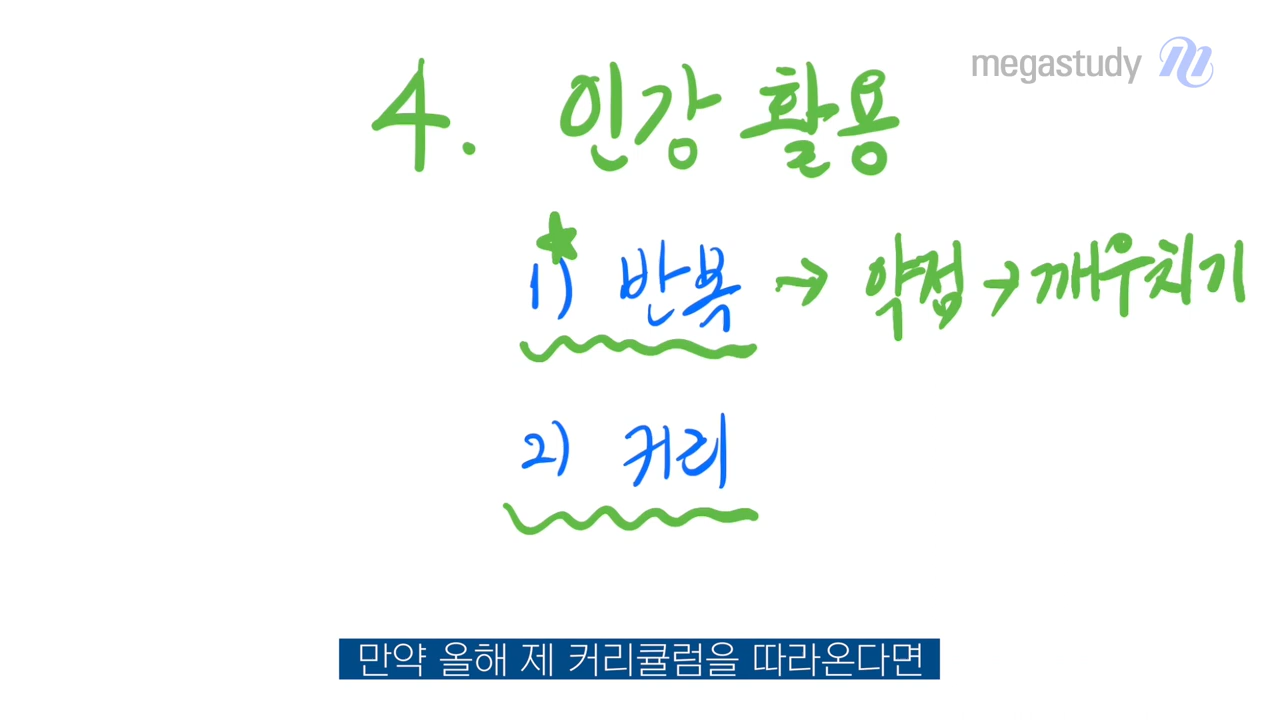 megastudy
4. 인강 활용
1) 반복 → 약점 → 깨우치기
2) 커리
만약 올해 제 커리큘럼을 따라온다면